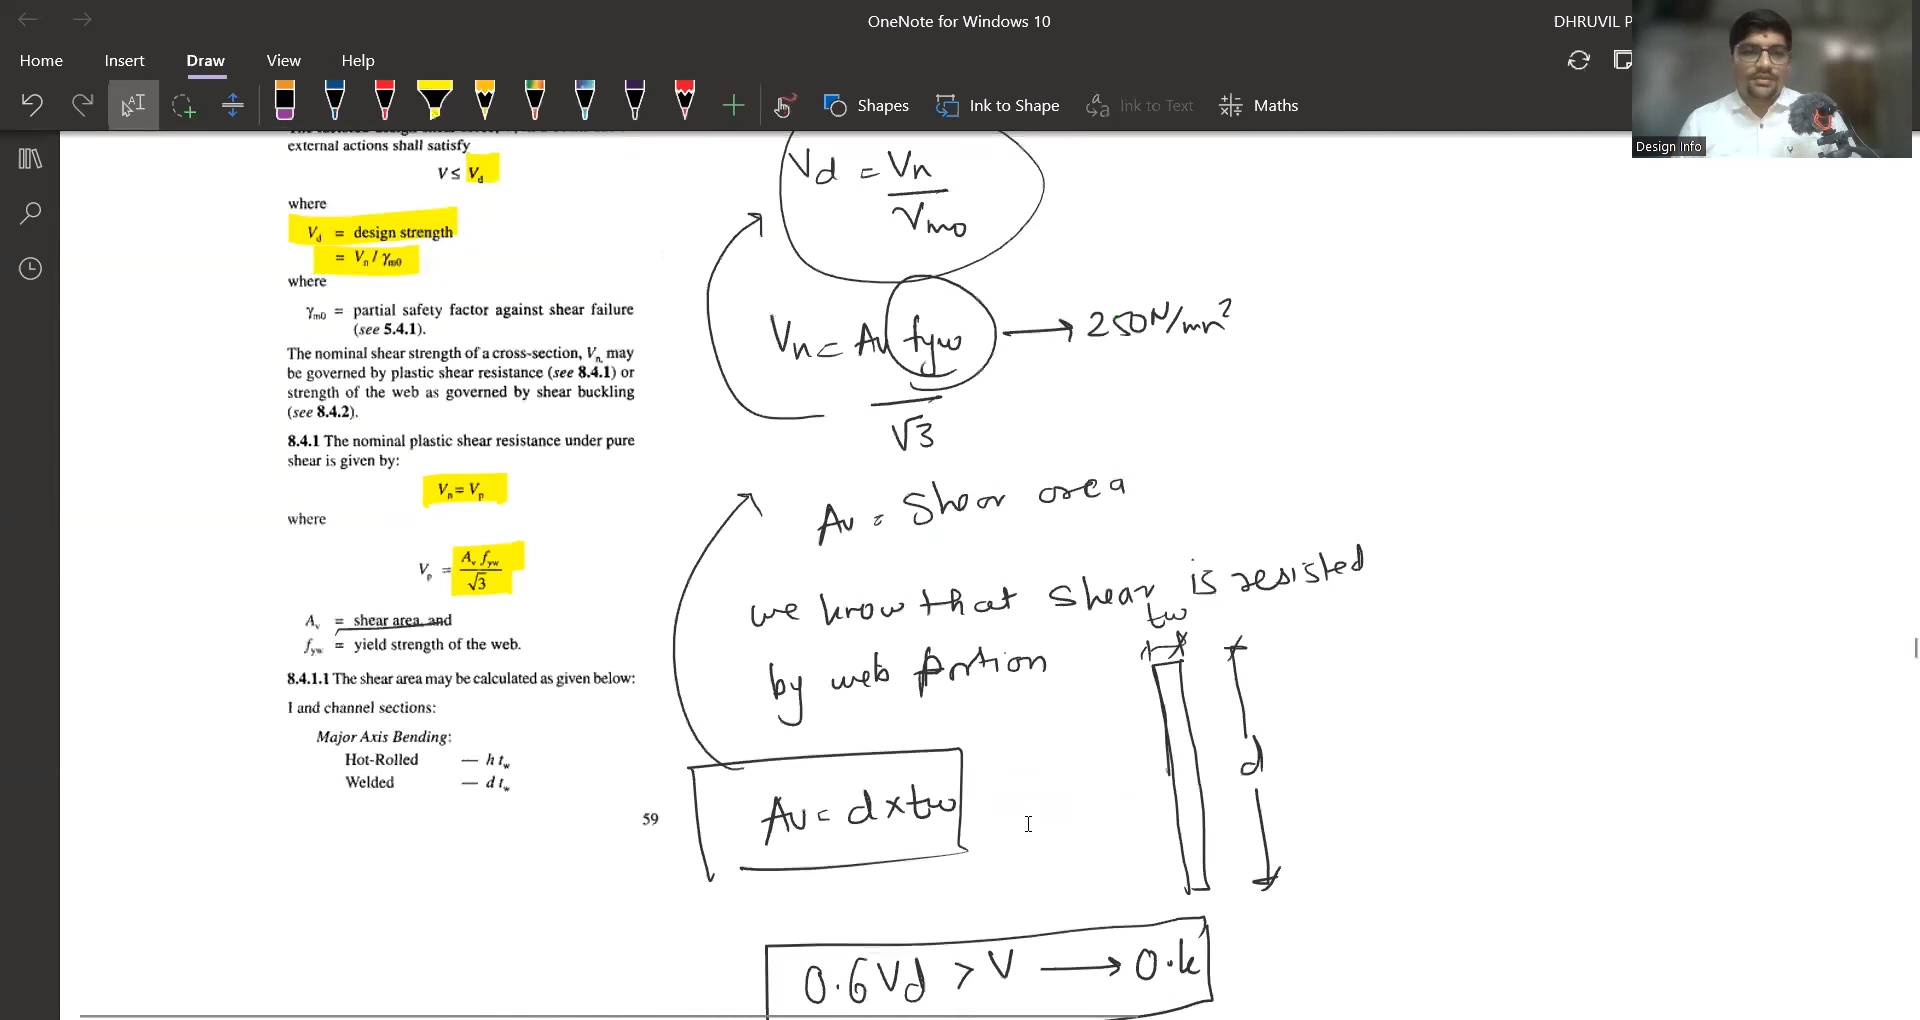 OneNote for Windows 10
DHRUVIL P
Home Insert Draw View Help
Shapes Ink to Shape Ink to Text Maths
Design Info
external actions shall satisfy
V ≤ Vd
where
Vd = design strength
= Vn / γm0
where
γm0 = partial safety factor against shear failure
(see 5.4.1).
The nominal shear strength of a cross-section, Vn, may
be governed by plastic shear resistance (see 8.4.1) or
strength of the web as governed by shear buckling
(see 8.4.2).
8.4.1 The nominal plastic shear resistance under pure
shear is given by:
Vn = Vp
where
Vp = Av fyw / √3
Av = shear area, and
fyw = yield strength of the web.
8.4.1.1 The shear area may be calculated as given below:
I and channel sections:
Major Axis Bending:
Hot-Rolled — h tw
Welded — d tw
59
Vd = Vn / γmo
Vn = Av fyw / √3 → 250N/mm²
Av = Shear area
we know that shear is resisted
by web portion
tw
d
Av = d x tw
0.6Vd > V → O.k